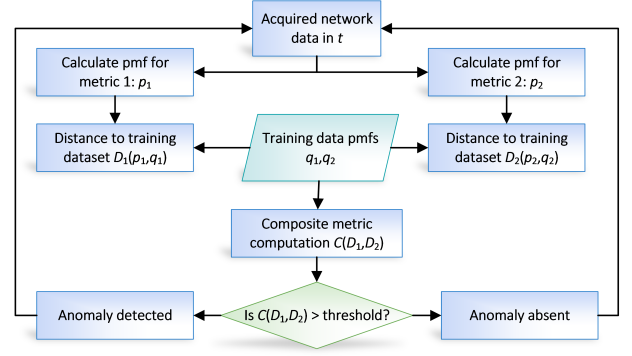 Acquired network
data in t
Calculate pmf for
metric 1: p₁
Calculate pmf for
metric 2: p₂
Distance to training
dataset D₁(p₁,q₁)
Training data pmfs
q₁,q₂
Distance to training
dataset D₂(p₂,q₂)
Composite metric
computation C(D₁,D₂)
Anomaly detected
Is C(D₁,D₂) > threshold?
Anomaly absent